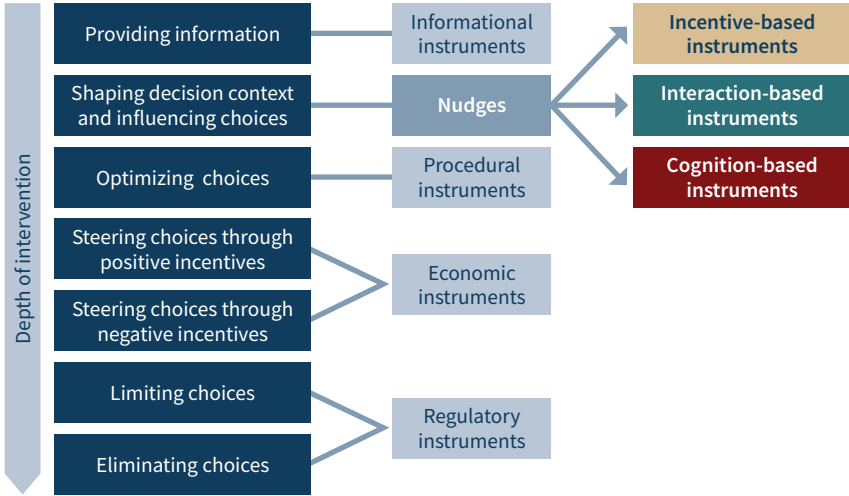 Providing information
Informational
instruments
Incentive-based
instruments
Shaping decision context
and influencing choices
Nudges
Interaction-based
instruments
Optimizing choices
Procedural
instruments
Cognition-based
instruments
Depth of intervention
Steering choices through
positive incentives
Economic
instruments
Steering choices through
negative incentives
Limiting choices
Regulatory
instruments
Eliminating choices